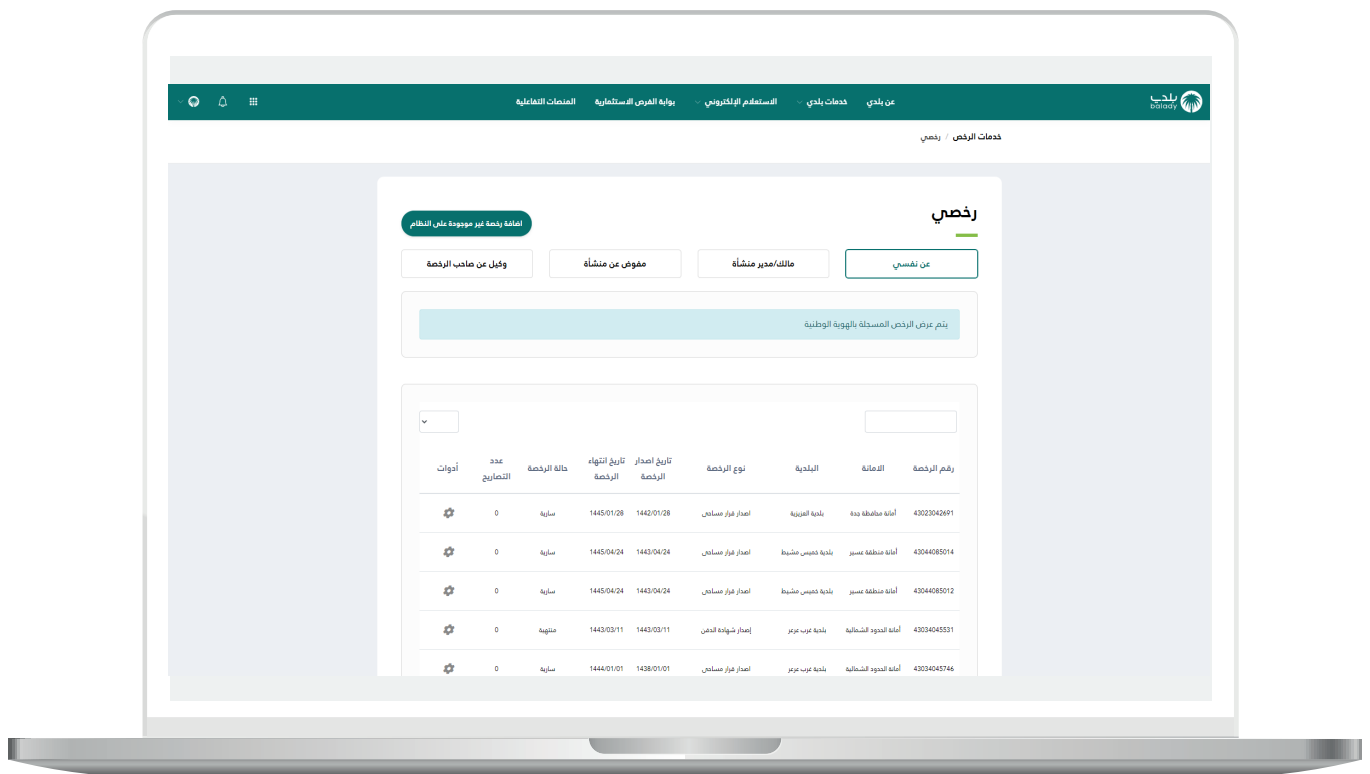 بلدي
balady
عن بلدي خدمات بلدي الاستعلام الإلكتروني بوابة الفرص الاستثمارية المنصات التفاعلية
خدمات الرخص / رخصي
رخصي
اضافة رخصة غير موجودة على النظام
عن نفسي مالك/مدير منشأة مفوض عن منشأة وكيل عن صاحب الرخصة
يتم عرض الرخص المسجلة بالهوية الوطنية
رقم الرخصة الامانة البلدية نوع الرخصة تاريخ اصدار الرخصة تاريخ انتهاء الرخصة حالة الرخصة عدد التصاريح أدوات
43023042691 أمانة محافظة جدة بلدية العزيزية اصدار قرار مساحي 1442/01/28 1445/01/28 سارية 0
43044085014 أمانة منطقة عسير بلدية خميس مشيط اصدار قرار مساحي 1443/04/24 1445/04/24 سارية 0
43044085012 أمانة منطقة عسير بلدية خميس مشيط اصدار قرار مساحي 1443/04/24 1445/04/24 سارية 0
43034045531 أمانة الحدود الشمالية بلدية غرب عرعر إصدار شهادة الدفن 1443/03/11 1443/03/11 منتهية 0
43034045746 أمانة الحدود الشمالية بلدية غرب عرعر اصدار قرار مساحي 1438/01/01 1444/01/01 سارية 0